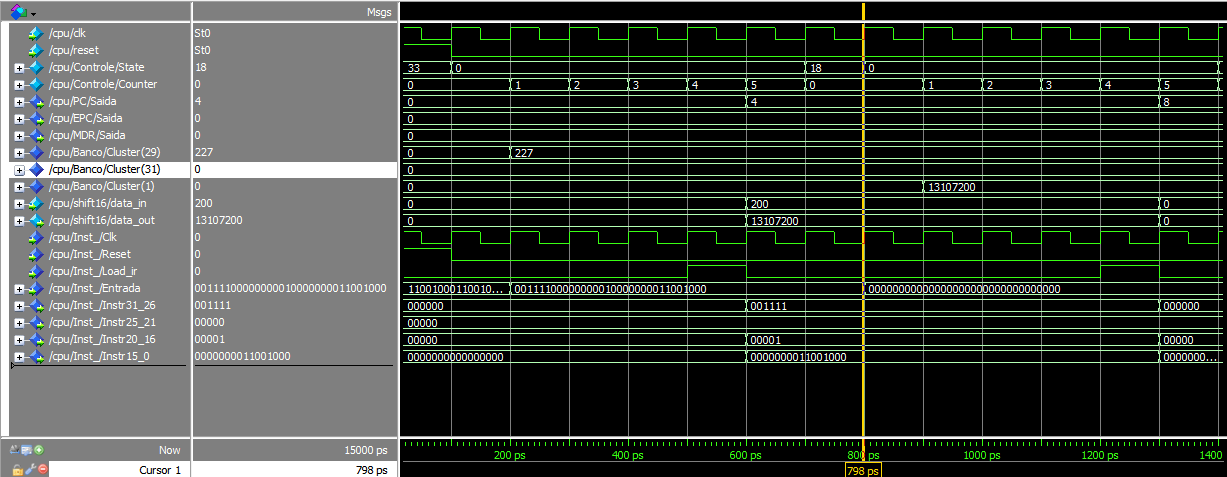 Msgs
/cpu/clk St0
/cpu/reset St0
/cpu/Controle/State 18 33 0 18 0
/cpu/Controle/Counter 0 0 1 2 3 4 5 0 1 2 3 4 5
/cpu/PC/Saida 4 0 4 8
/cpu/EPC/Saida 0 0
/cpu/MDR/Saida 0 0
/cpu/Banco/Cluster(29) 227 0 227
/cpu/Banco/Cluster(31) 0 0
/cpu/Banco/Cluster(1) 0 0 13107200
/cpu/shift16/data_in 200 0 200 0
/cpu/shift16/data_out 13107200 0 13107200 0
/cpu/Inst_/Clk 0
/cpu/Inst_/Reset 0
/cpu/Inst_/Load_ir 0
/cpu/Inst_/Entrada 00111100000000010000000011001000 11001000110010... 00111100000000010000000011001000 00000000000000000000000000000000
/cpu/Inst_/Instr31_26 001111 000000 001111 000000
/cpu/Inst_/Instr25_21 00000 00000
/cpu/Inst_/Instr20_16 00001 00000 00001 00000
/cpu/Inst_/Instr15_0 0000000011001000 0000000000000000 0000000011001000 0000000...
Now 15000 ps 200 ps 400 ps 600 ps 800 ps 1000 ps 1200 ps 1400
Cursor 1 798 ps 798 ps